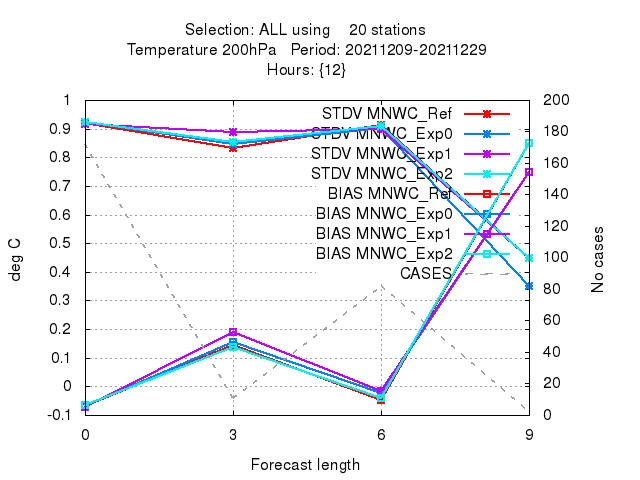 Selection: ALL using    20 stations
Temperature 200hPa   Period: 20211209-20211229
Hours: {12}
1 200
0.9 180
0.8 160
0.7 140
0.6 120
0.5 100
0.4 80
0.3 60
0.2 40
0.1 20
0 0
-0.1
STDV MNWC_Ref
STDV MNWC_Exp0
STDV MNWC_Exp1
STDV MNWC_Exp2
BIAS MNWC_Ref
BIAS MNWC_Exp0
BIAS MNWC_Exp1
BIAS MNWC_Exp2
CASES
deg C
No cases
0 3 6 9
Forecast length